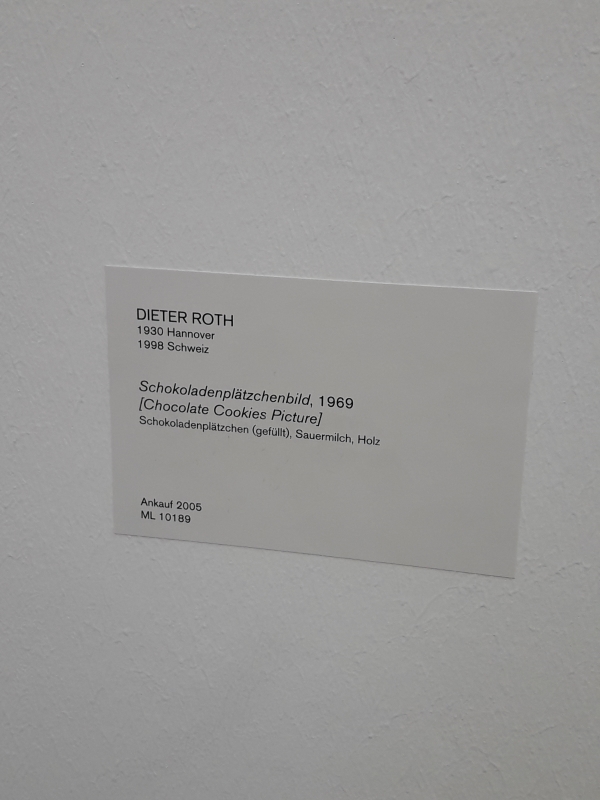 DIETER ROTH
1930 Hannover
1998 Schweiz
Schokoladenplätzchenbild, 1969
[Chocolate Cookies Picture]
Schokoladenplätzchen (gefüllt), Sauermilch, Holz
Ankauf 2005
ML 10189